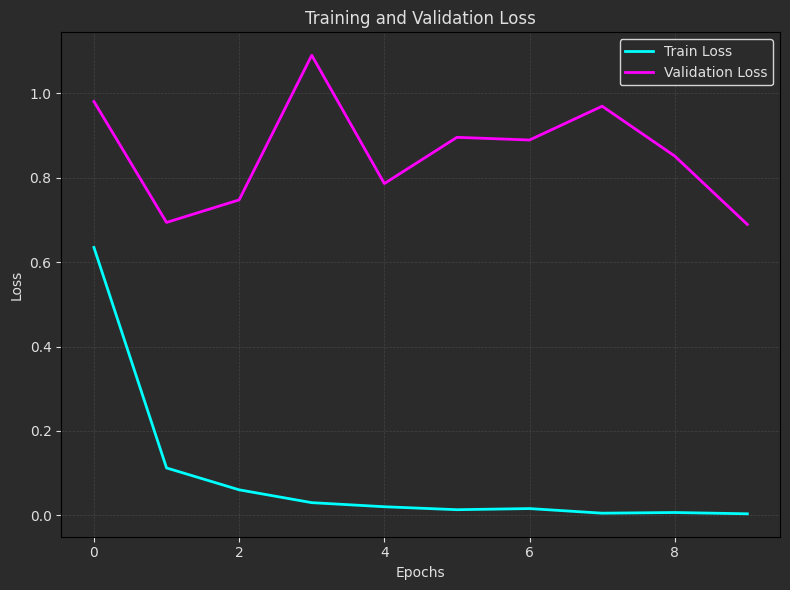 Training and Validation Loss
Train Loss
Validation Loss
1.0
0.8
0.6
0.4
0.2
0.0
Loss
0 2 4 6 8
Epochs